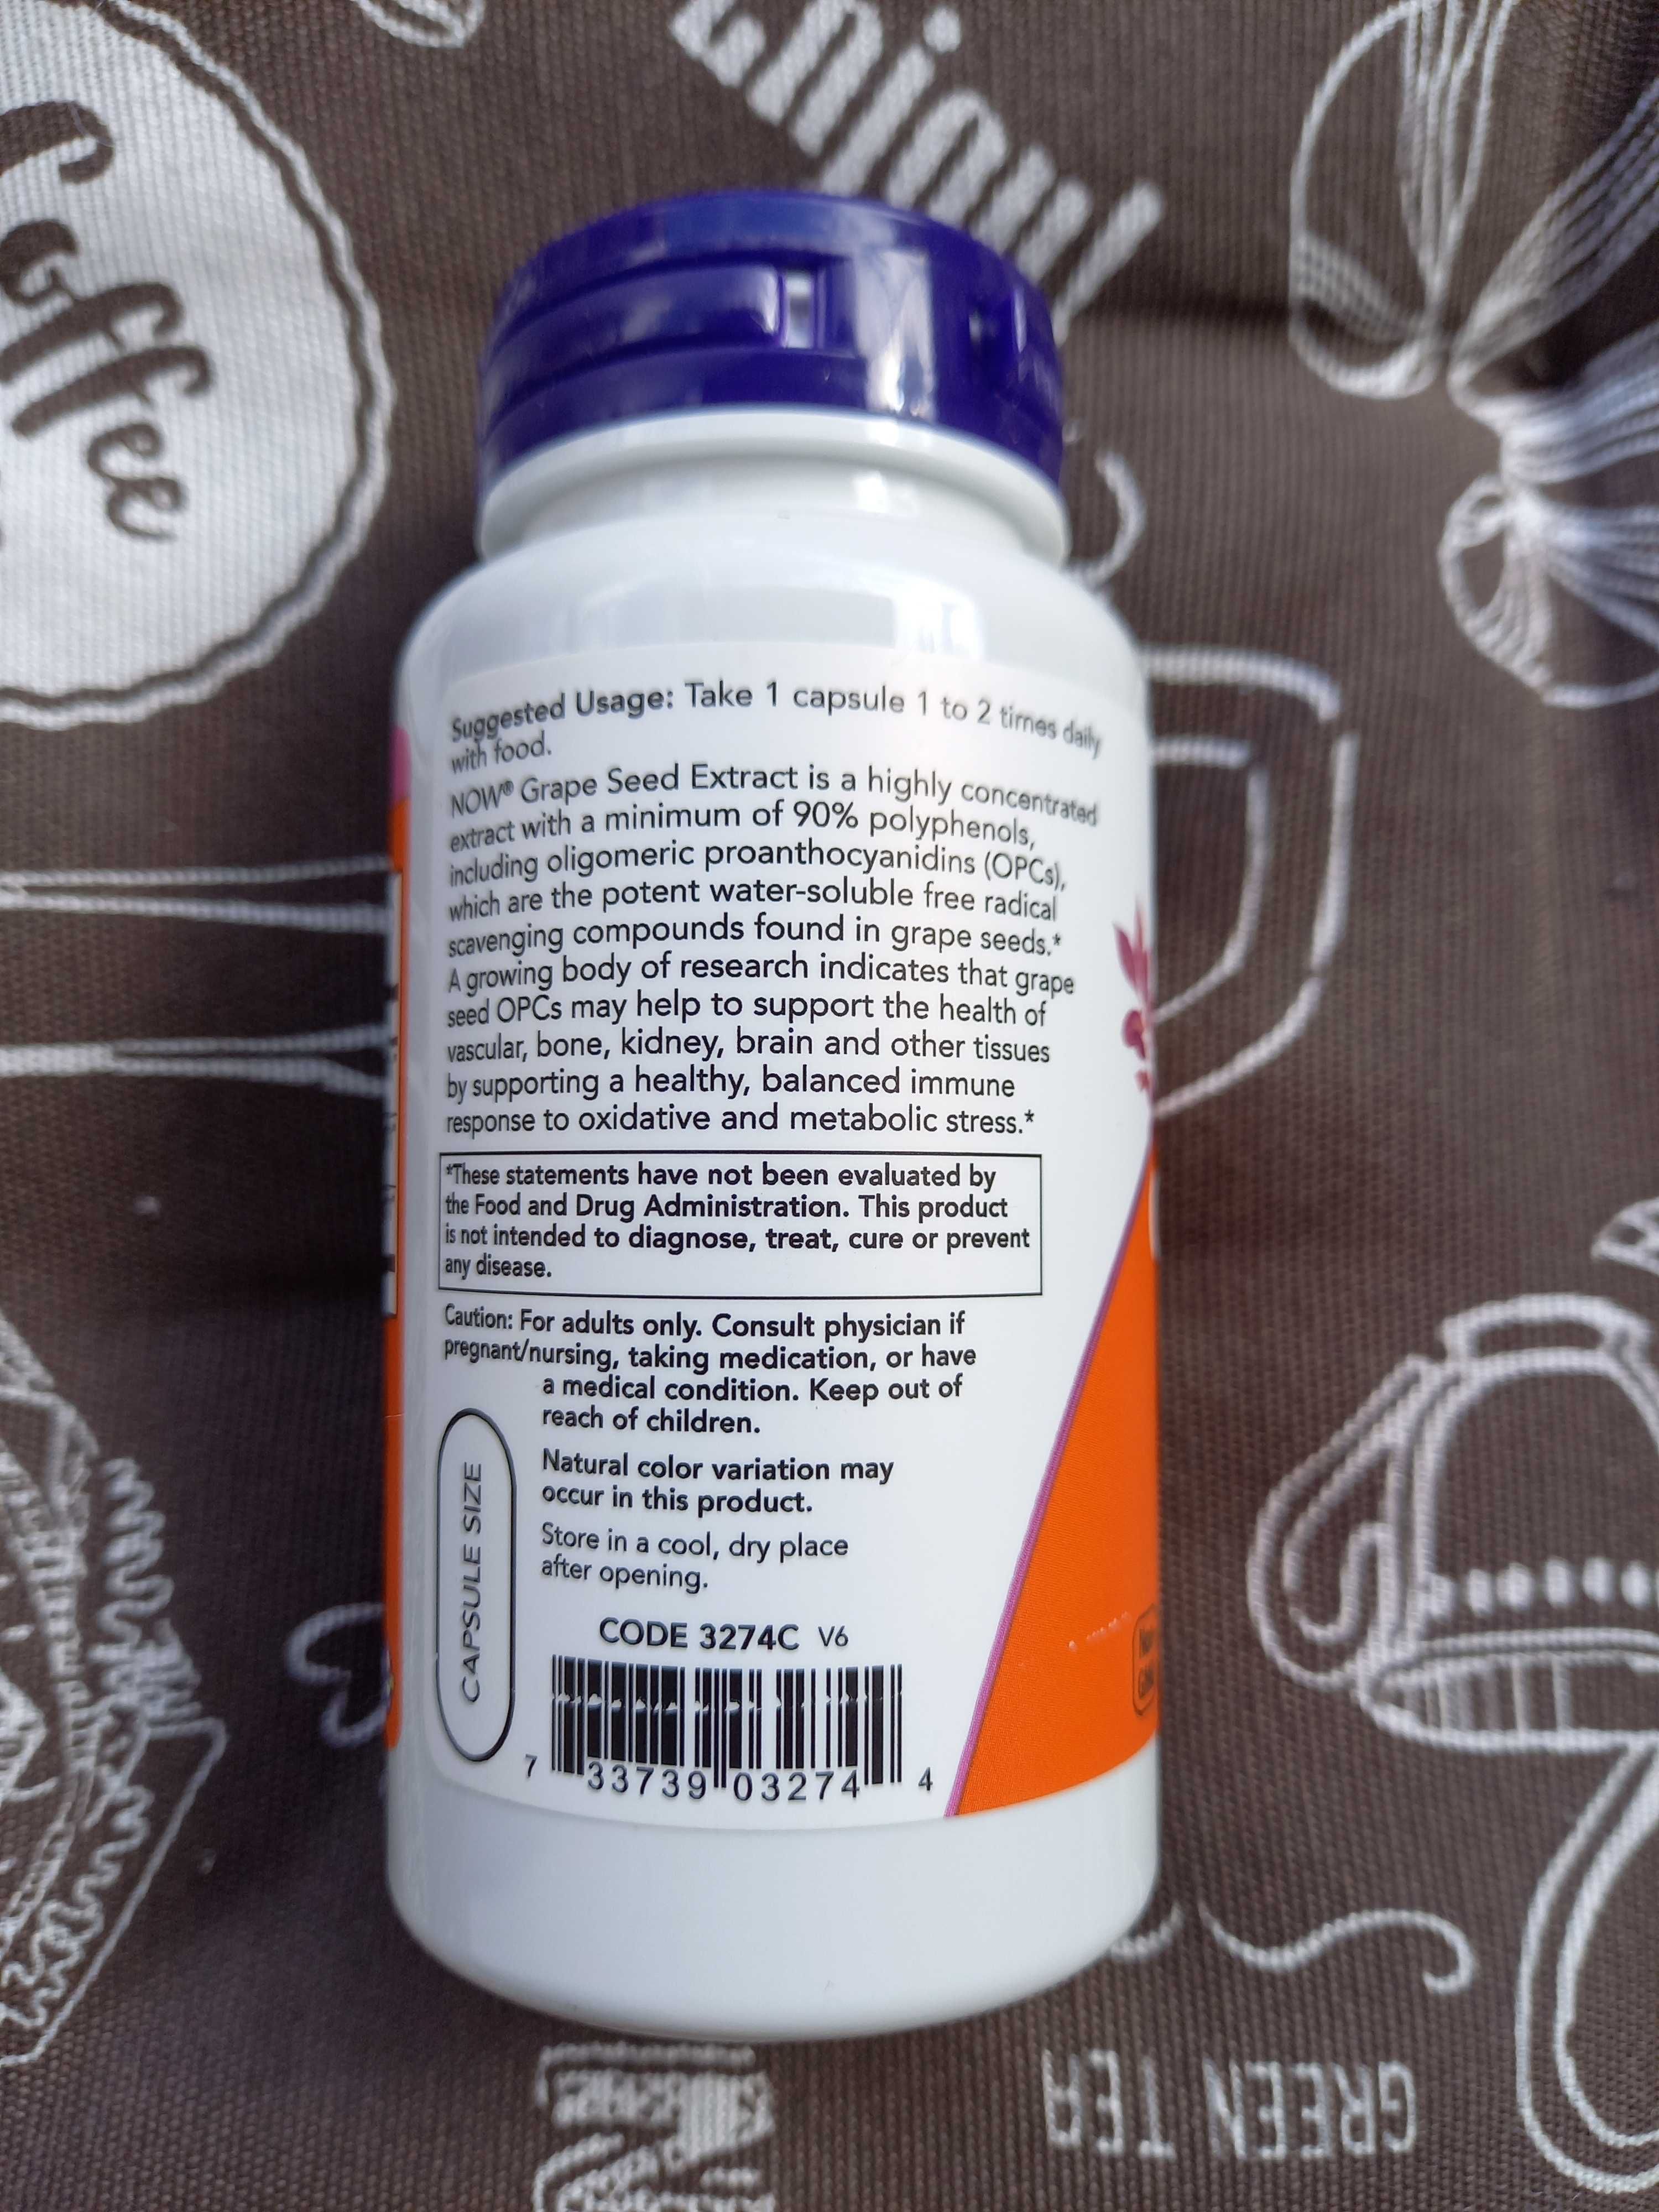 Enjoy!
Coffee
Suggested Usage: Take 1 capsule 1 to 2 times daily
with food.
NOW® Grape Seed Extract is a highly concentrated
extract with a minimum of 90% polyphenols,
including oligomeric proanthocyanidins (OPCs),
which are the potent water-soluble free radical
scavenging compounds found in grape seeds.*
A growing body of research indicates that grape
seed OPCs may help to support the health of
vascular, bone, kidney, brain and other tissues
by supporting a healthy, balanced immune
response to oxidative and metabolic stress.*
*These statements have not been evaluated by
the Food and Drug Administration. This product
is not intended to diagnose, treat, cure or prevent
any disease.
Caution: For adults only. Consult physician if
pregnant/nursing, taking medication, or have
a medical condition. Keep out of
reach of children.
CAPSULE SIZE
Natural color variation may
occur in this product.
Store in a cool, dry place
after opening.
CODE 3274C V6
7 33739 03274 4
GREEN TEA